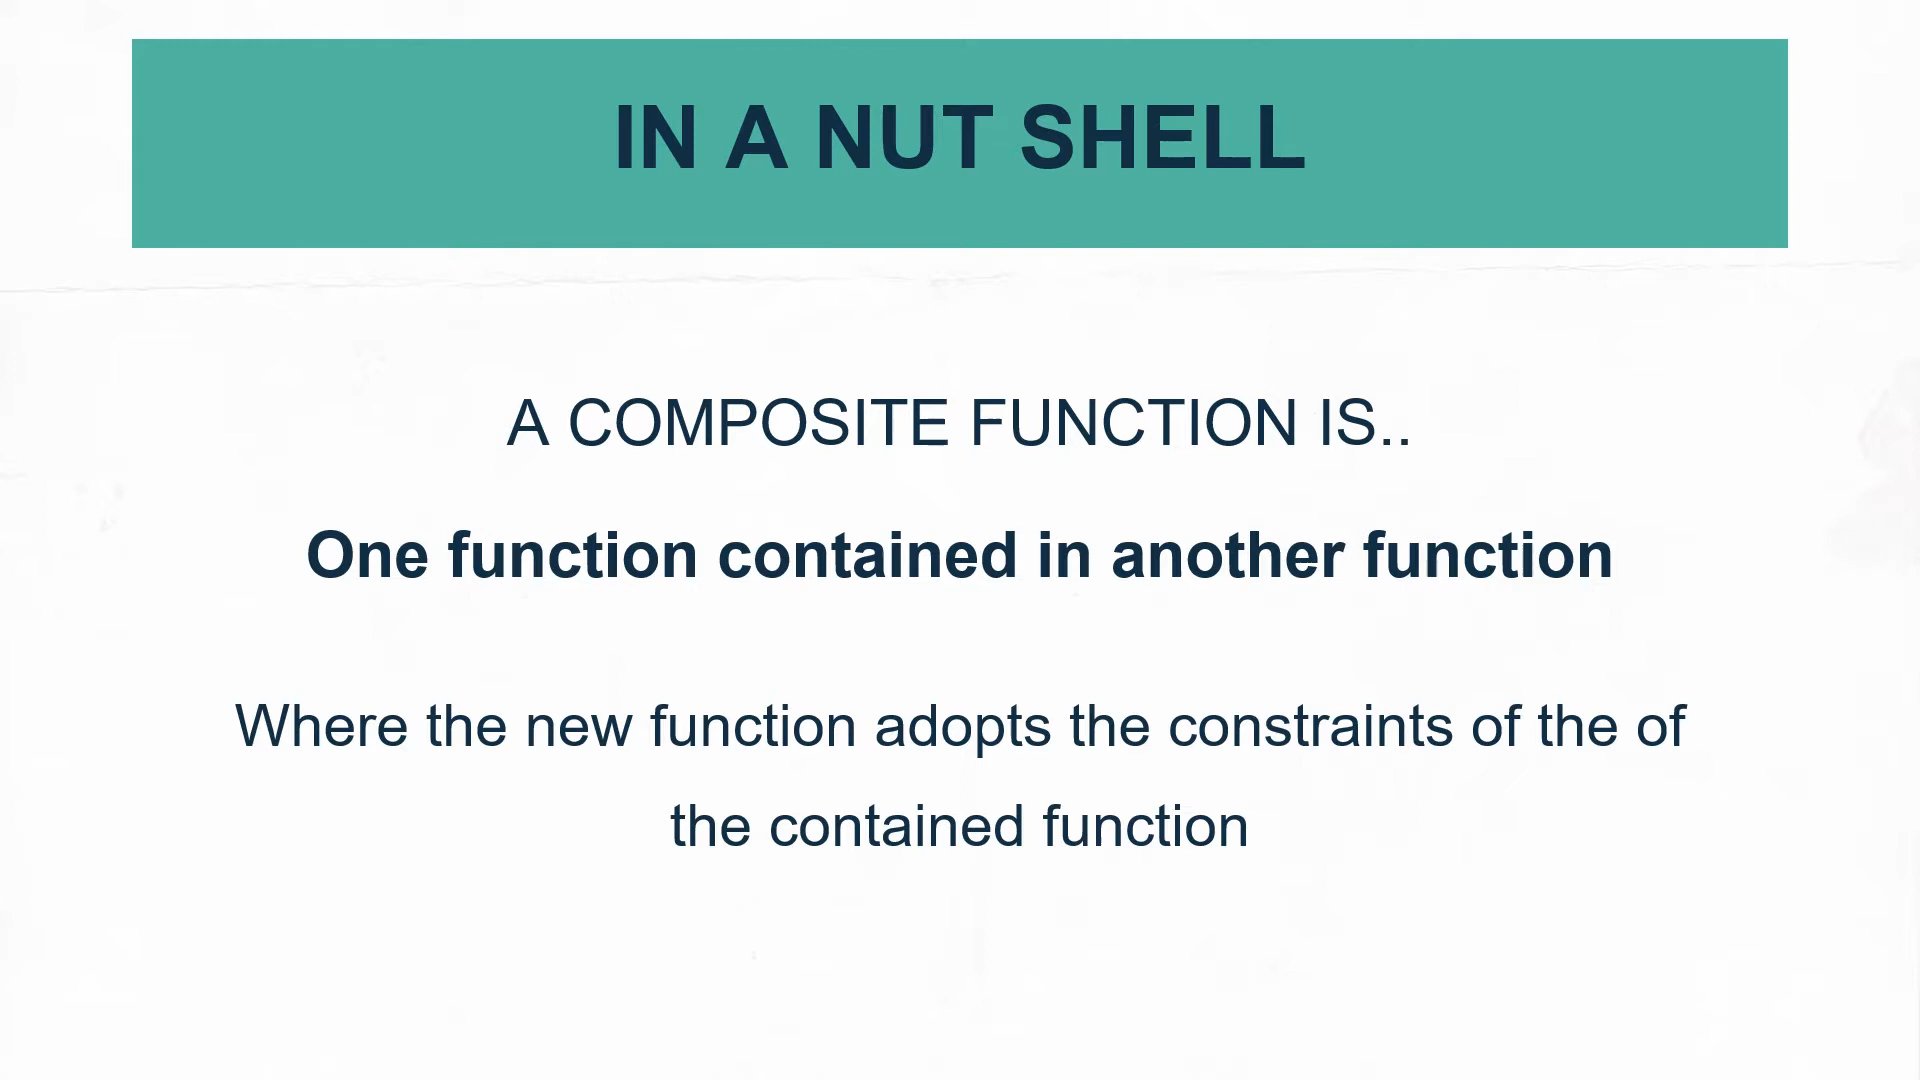 IN A NUT SHELL
A COMPOSITE FUNCTION IS..
One function contained in another function
Where the new function adopts the constraints of the of
the contained function